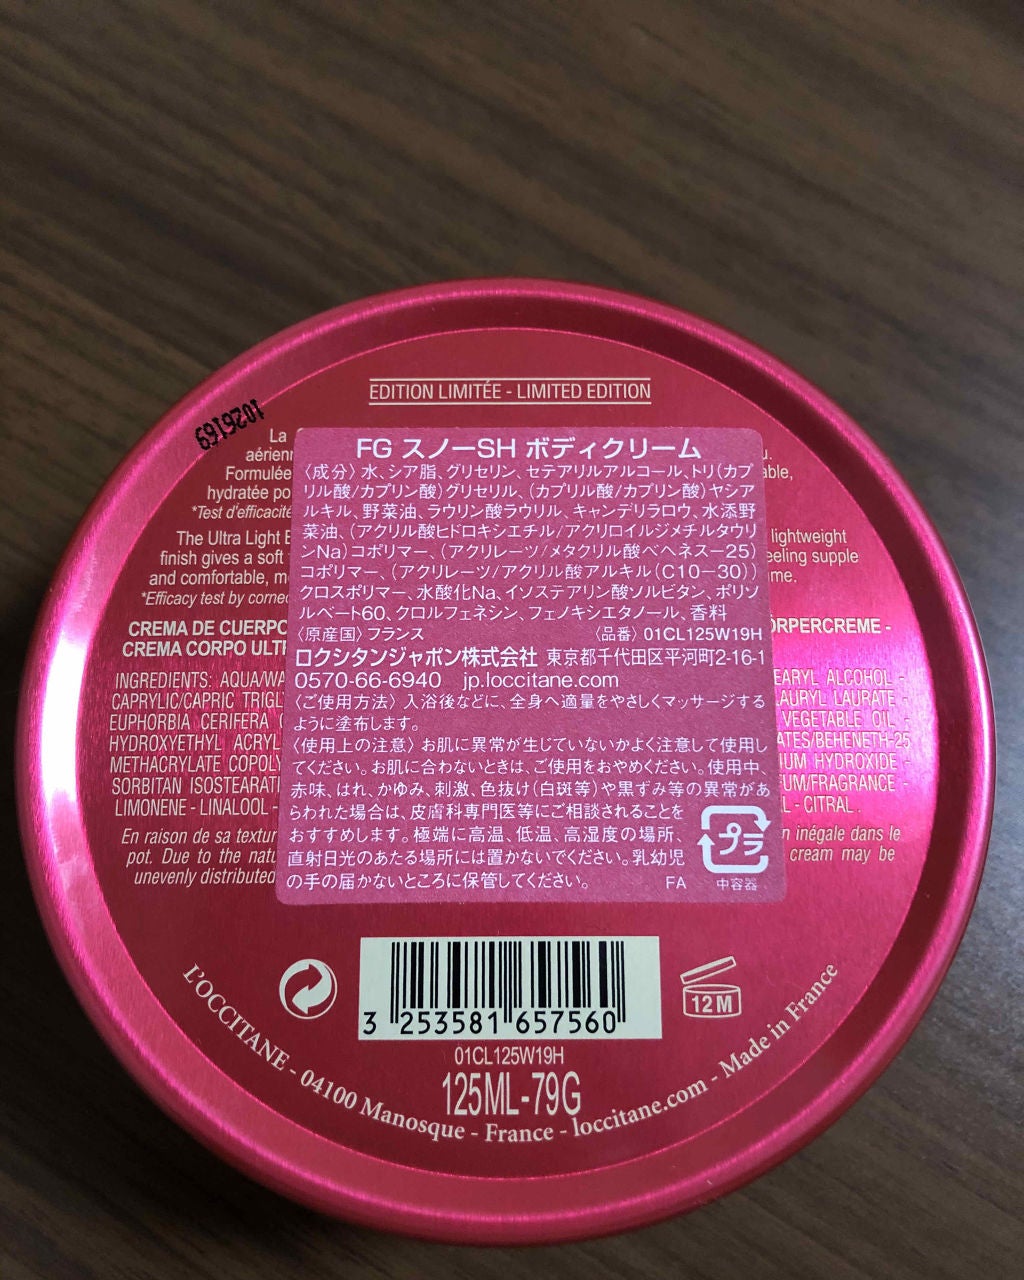 EDITION LIMITÉE - LIMITED EDITION
1026169
La
aérien
Formulée
hydratée po
*Test d'efficacité
The Ultra Light B
lightweight
finish gives a soft
eeling supple
and comfortable, m
me.
*Efficacy test by corneo
CREMA DE CUERPO
ÖRPERCREME -
CREMA CORPO ULTR
INGREDIENTS: AQUA/WA
EARYL ALCOHOL -
CAPRYLIC/CAPRIC TRIGL
LAURYL LAURATE -
EUPHORBIA CERIFERA
VEGETABLE OIL -
HYDROXYETHYL ACRYL
ATES/BEHENETH-25
METHACRYLATE COPOLY
IUM HYDROXIDE -
SORBITAN ISOSTEARAT
UM/FRAGRANCE -
LIMONENE - LINALOOL -
L - CITRAL.
En raison de sa textur
n inégale dans le
pot. Due to the natu
cream may be
unevenly distributed
FG スノーSH ボディクリーム
〈成分〉水、シア脂、グリセリン、セテアリルアルコール、トリ(カプ
リル酸/カプリン酸)グリセリル、(カプリル酸/カプリン酸)ヤシア
ルキル、野菜油、ラウリン酸ラウリル、キャンデリラロウ、水添野
菜油、(アクリル酸ヒドロキシエチル/アクリロイルジメチルタウリ
ンNa)コポリマー、(アクリレーツ/メタクリル酸ベヘネス-25)
コポリマー、(アクリレーツ/アクリル酸アルキル(C10-30))
クロスポリマー、水酸化Na、イソステアリン酸ソルビタン、ポリソ
ルベート60、クロルフェネシン、フェノキシエタノール、香料
〈原産国〉フランス 〈品番〉01CL125W19H
ロクシタンジャポン株式会社 東京都千代田区平河町2-16-1
0570-66-6940 jp.loccitane.com
〈ご使用方法〉入浴後などに、全身へ適量をやさしくマッサージする
ように塗布します。
〈使用上の注意〉お肌に異常が生じていないかよく注意して使用し
てください。お肌に合わないときは、ご使用をおやめください。使用中、
赤味、はれ、かゆみ、刺激、色抜け(白斑等)や黒ずみ等の異常があ
らわれた場合は、皮膚科専門医等にご相談されることを
おすすめします。極端に高温、低温、高湿度の場所、
直射日光のあたる場所には置かないでください。乳幼児
の手の届かないところに保管してください。
プラ
FA 中容器
3 253581 657560
12M
01CL125W19H
125ML-79G
L'OCCITANE - 04100 Manosque - France - loccitane.com - Made in France